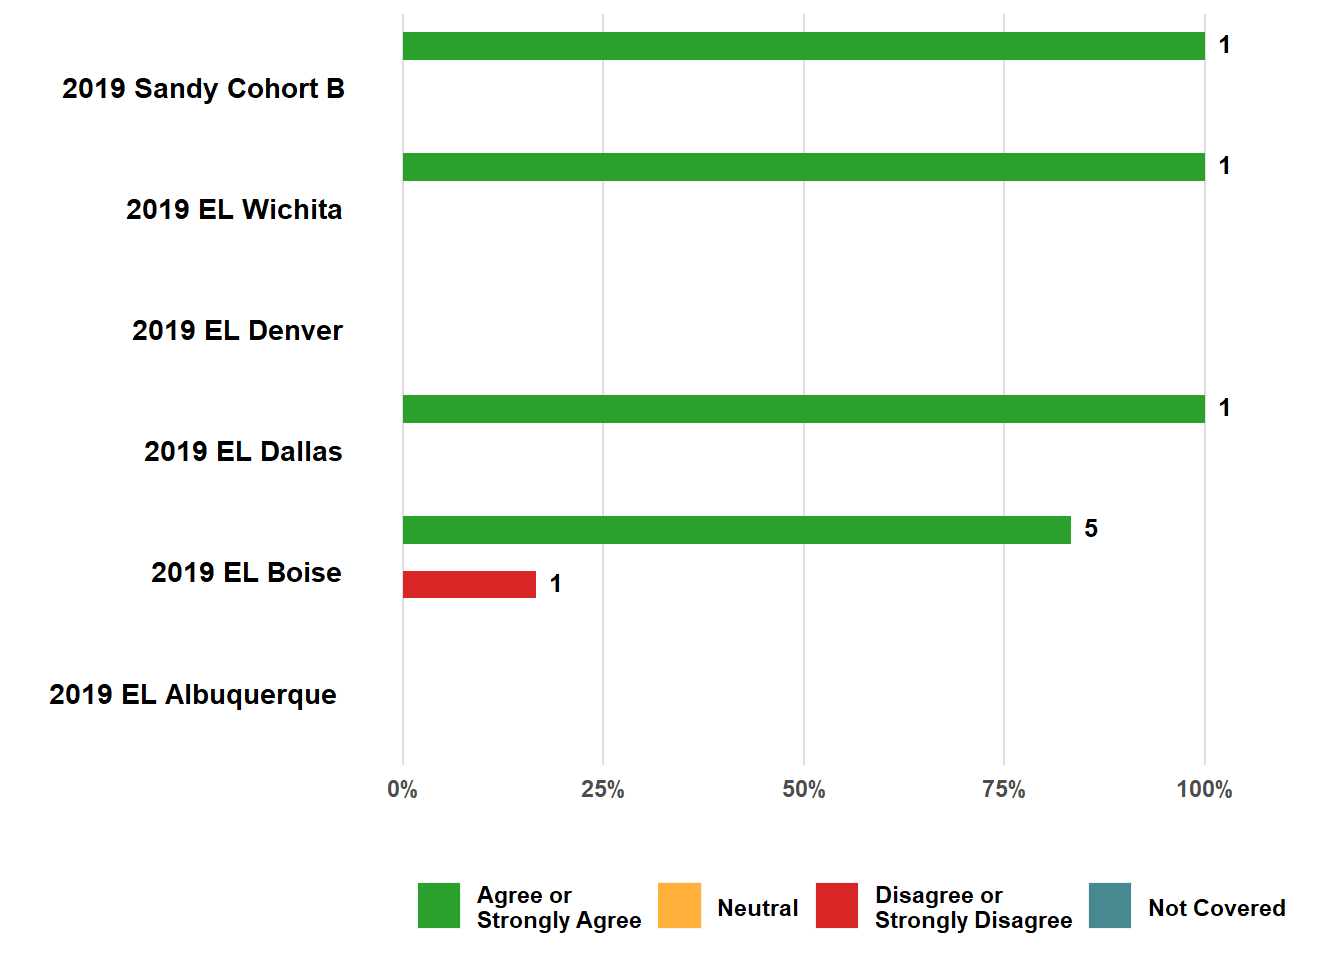 1
2019 Sandy Cohort B
1
2019 EL Wichita
2019 EL Denver
1
2019 EL Dallas
5
2019 EL Boise
1
2019 EL Albuquerque
0% 25% 50% 75% 100%
Agree or
Strongly Agree
Neutral
Disagree or
Strongly Disagree
Not Covered